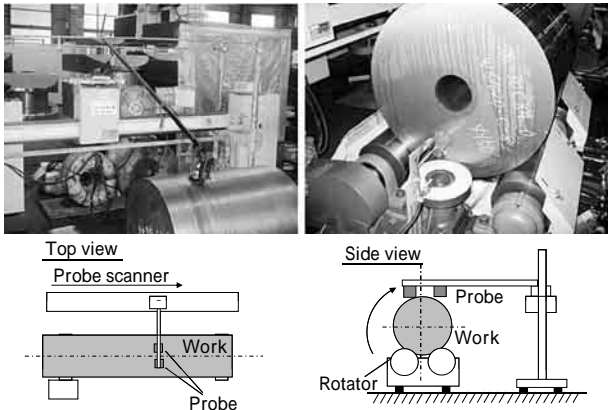 Top view
Probe scanner
Work
Probe
Side view
Probe
Work
Rotator